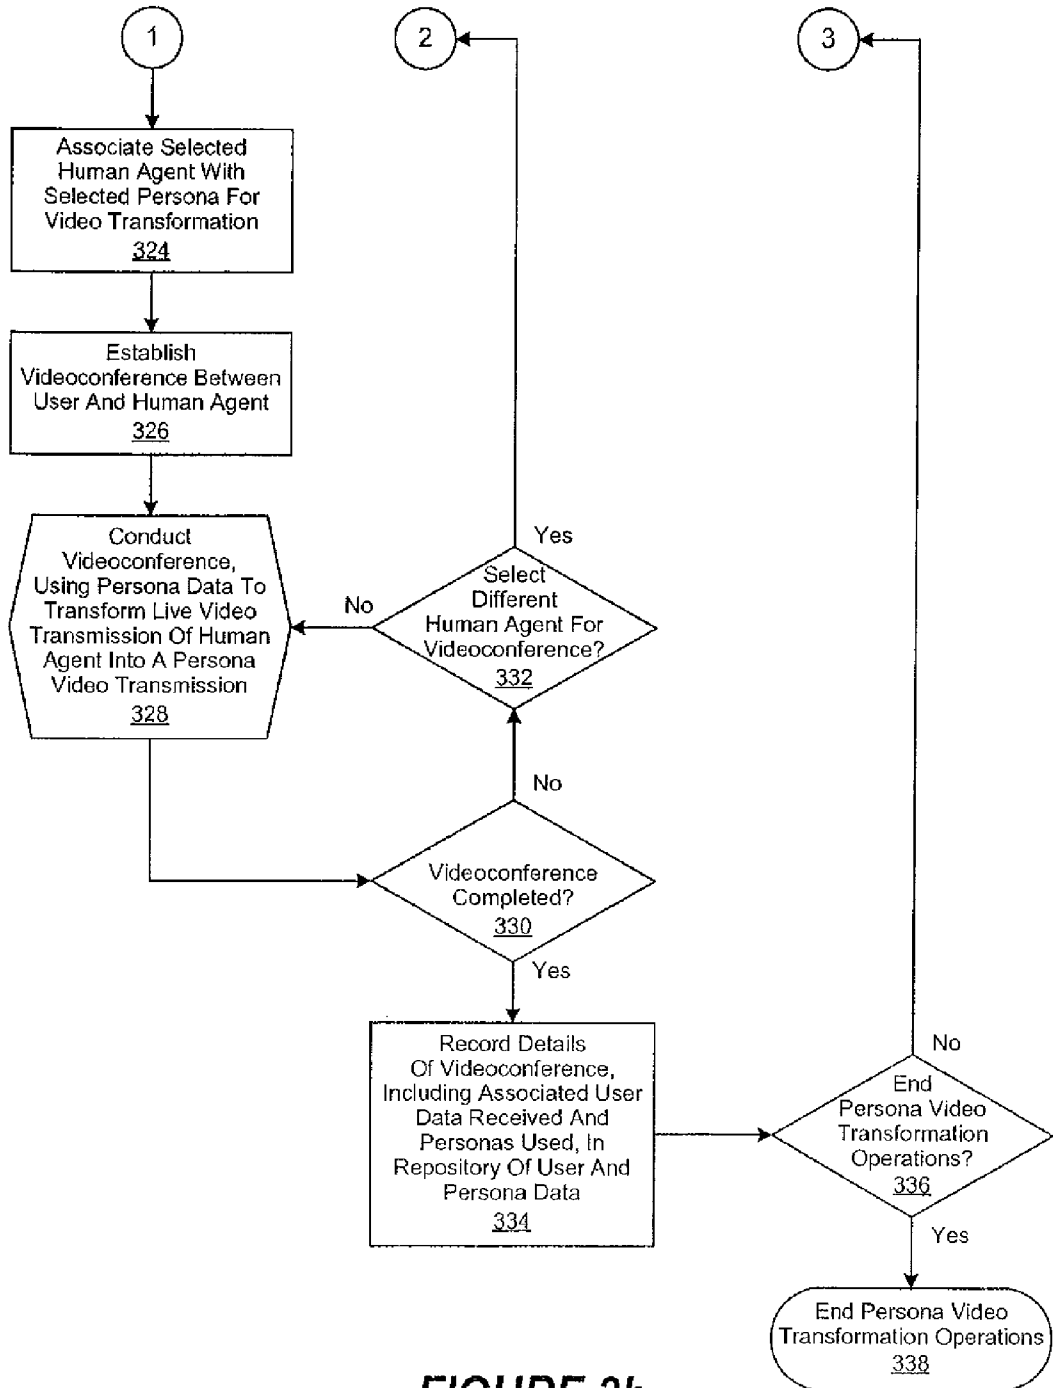 1
2
3
Associate Selected
Human Agent With
Selected Persona For
Video Transformation
324
Establish
Videoconference Between
User And Human Agent
326
Conduct
Videoconference,
Using Persona Data To
Transform Live Video
Transmission Of Human
Agent Into A Persona
Video Transmission
328
Yes
No
Select
Different
Human Agent For
Videoconference?
332
No
Videoconference
Completed?
330
Yes
Record Details
Of Videoconference,
Including Associated User
Data Received And
Personas Used, In
Repository Of User And
Persona Data
334
No
End
Persona Video
Transformation
Operations?
336
Yes
End Persona Video
Transformation Operations
338
FIGURE